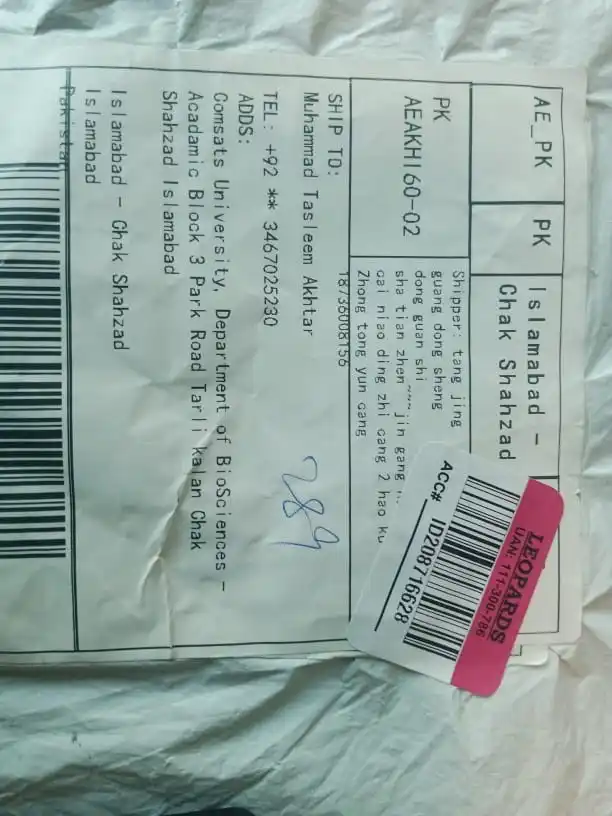 AE_PK
PK
Islamabad -
Chak Shahzad
PK
AEAKHI60-02
Shipper: tang jing
guang dong sheng
dong guan shi
sha tian zhen~~~jin gang
cai niao ding zhi cang 2 hao ku
Zhong tong yun cang
18736008156
SHIP TO:
Muhammad Tasleem Akhtar
TEL: +92 ** 3467025230
ADDS:
Comsats University, Department of BioSciences -
Acadamic Block 3 Park Road Tarli kalan Chak
Shahzad Islamabad
Islamabad - Chak Shahzad
Islamabad
Pakistan
289
LEOPARDS
UAN: 111-300-786
ACC# ID208716628